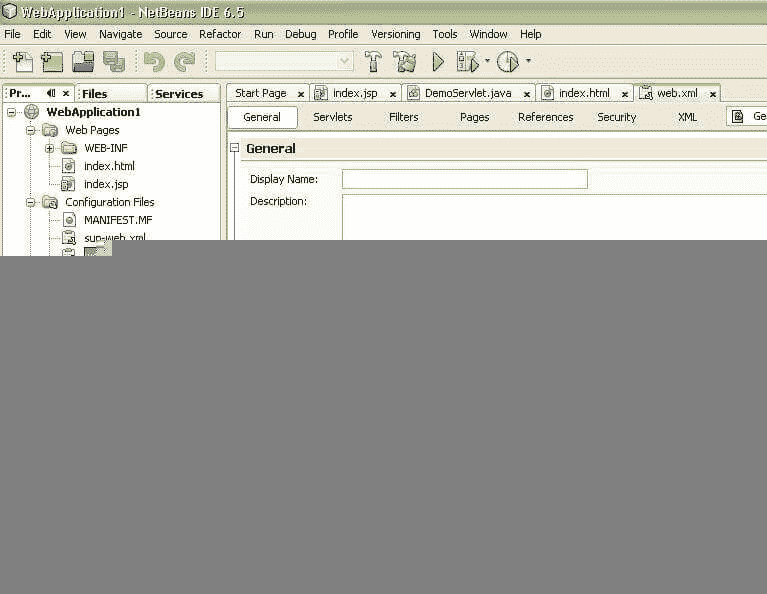 WebApplication1 - NetBeans IDE 6.5
File Edit View Navigate Source Refactor Run Debug Profile Versioning Tools Window Help
Pr... Files Services
Start Page index.jsp DemoServlet.java index.html web.xml
General Servlets Filters Pages References Security XML Ge
WebApplication1
Web Pages
WEB-INF
index.html
index.jsp
Configuration Files
MANIFEST.MF
sun-web.xml
General
Display Name:
Description: